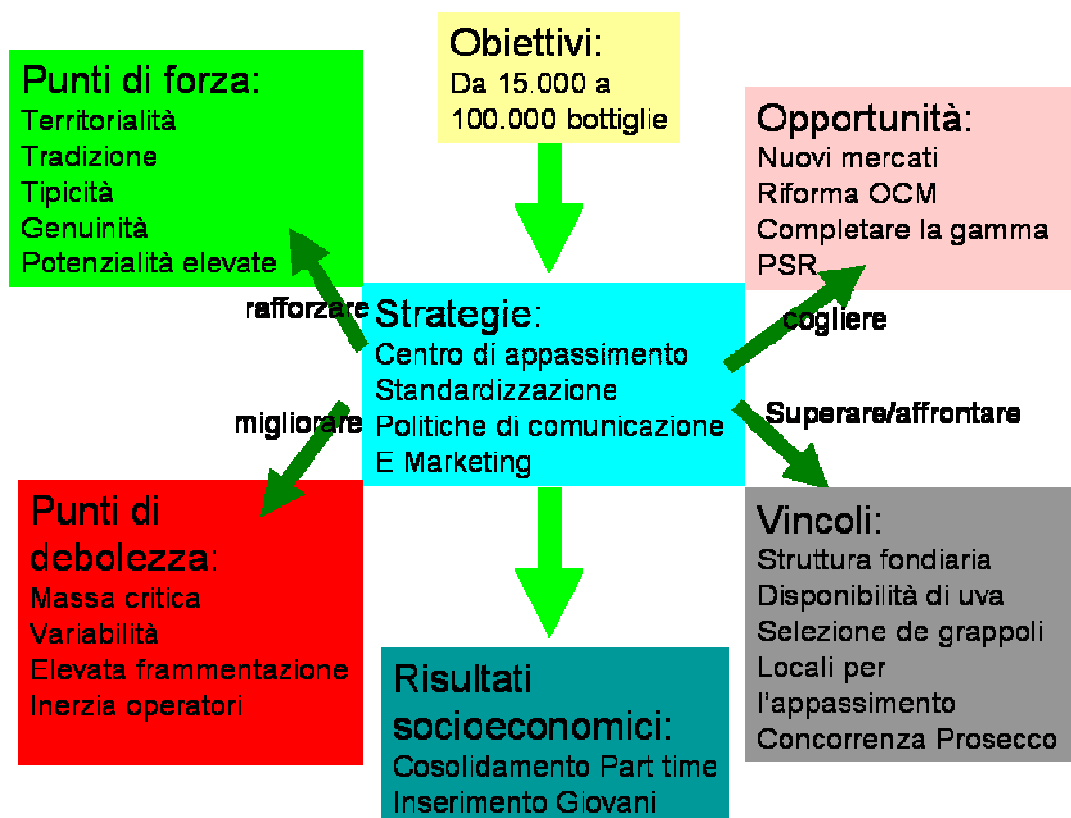 Obiettivi:
Da 15.000 a
100.000 bottiglie
Punti di forza:
Territorialità
Tradizione
Tipicità
Genuinità
Potenzialità elevate
Opportunità:
Nuovi mercati
Riforma OCM
Completare la gamma
PSR
rafforzare
cogliere
Strategie:
Centro di appassimento
Standardizzazione
Politiche di comunicazione
E Marketing
migliorare
Superare/affrontare
Punti di
debolezza:
Massa critica
Variabilità
Elevata frammentazione
Inerzia operatori
Vincoli:
Struttura fondiaria
Disponibilità di uva
Selezione de grappoli
Locali per
l'appassimento
Concorrenza Prosecco
Risultati
socioeconomici:
Cosolidamento Part time
Inserimento Giovani